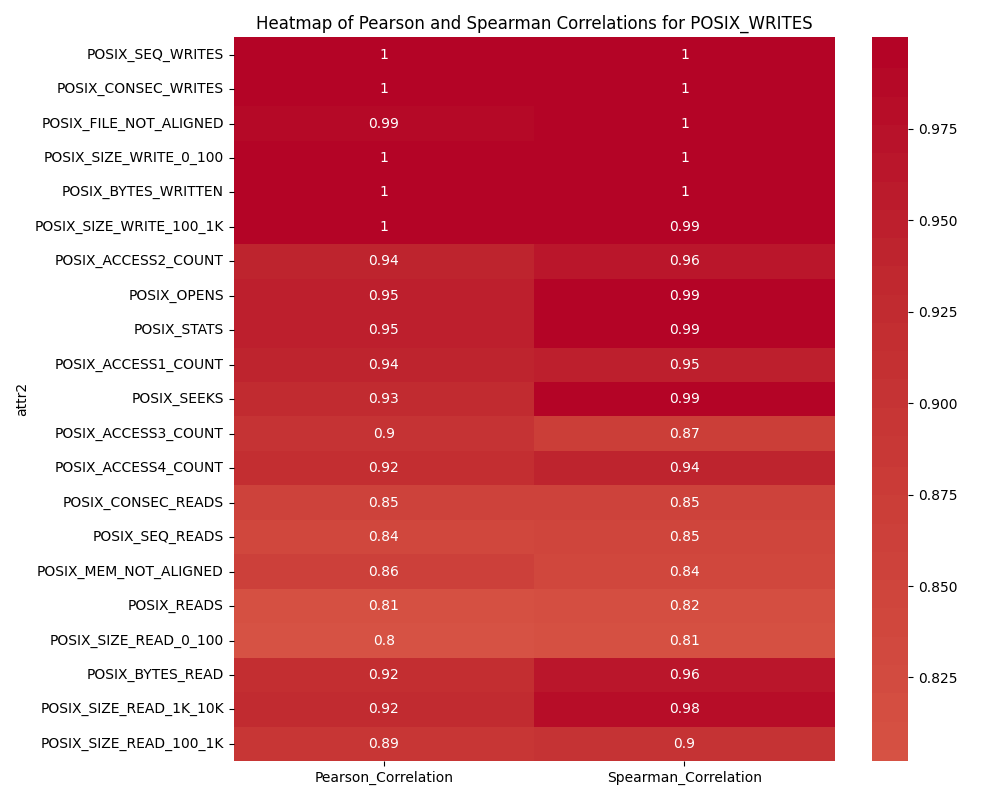 Heatmap of Pearson and Spearman Correlations for POSIX_WRITES
POSIX_SEQ_WRITES 1 1
POSIX_CONSEC_WRITES 1 1
POSIX_FILE_NOT_ALIGNED 0.99 1
POSIX_SIZE_WRITE_0_100 1 1
POSIX_BYTES_WRITTEN 1 1
POSIX_SIZE_WRITE_100_1K 1 0.99
POSIX_ACCESS2_COUNT 0.94 0.96
POSIX_OPENS 0.95 0.99
POSIX_STATS 0.95 0.99
POSIX_ACCESS1_COUNT 0.94 0.95
POSIX_SEEKS 0.93 0.99
POSIX_ACCESS3_COUNT 0.9 0.87
POSIX_ACCESS4_COUNT 0.92 0.94
POSIX_CONSEC_READS 0.85 0.85
POSIX_SEQ_READS 0.84 0.85
POSIX_MEM_NOT_ALIGNED 0.86 0.84
POSIX_READS 0.81 0.82
POSIX_SIZE_READ_0_100 0.8 0.81
POSIX_BYTES_READ 0.92 0.96
POSIX_SIZE_READ_1K_10K 0.92 0.98
POSIX_SIZE_READ_100_1K 0.89 0.9
attr2
Pearson_Correlation Spearman_Correlation
0.975
0.950
0.925
0.900
0.875
0.850
0.825